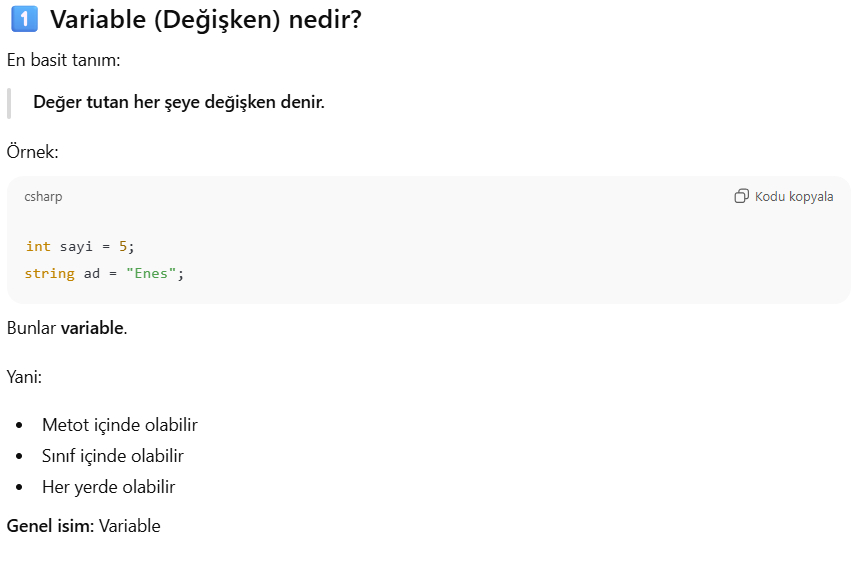 1 Variable (Değişken) nedir?
En basit tanım:
Değer tutan her şeye değişken denir.
Örnek:
csharp
Kodu kopyala
int sayi = 5;
string ad = "Enes";
Bunlar variable.
Yani:
• Metot içinde olabilir
• Sınıf içinde olabilir
• Her yerde olabilir
Genel isim: Variable